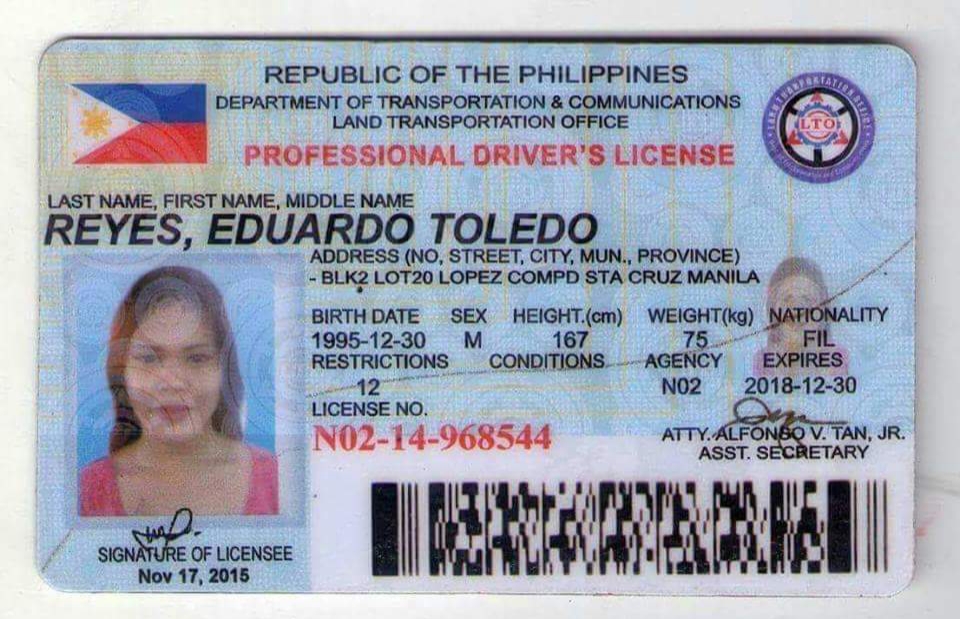 REPUBLIC OF THE PHILIPPINES
DEPARTMENT OF TRANSPORTATION & COMMUNICATIONS
LAND TRANSPORTATION OFFICE
PROFESSIONAL DRIVER'S LICENSE
LTO
LAST NAME, FIRST NAME, MIDDLE NAME
REYES, EDUARDO TOLEDO
ADDRESS (NO, STREET, CITY, MUN., PROVINCE)
- BLK2 LOT20 LOPEZ COMPD STA CRUZ MANILA
BIRTH DATE SEX HEIGHT.(cm) WEIGHT(kg) NATIONALITY
1995-12-30 M 167 75 FIL
RESTRICTIONS CONDITIONS. AGENCY EXPIRES
12 N02 2018-12-30
LICENSE NO.
N02-14-968544
ATTY. ALFONSO V. TAN, JR.
ASST. SECRETARY
SIGNATURE OF LICENSEE
Nov 17, 2015